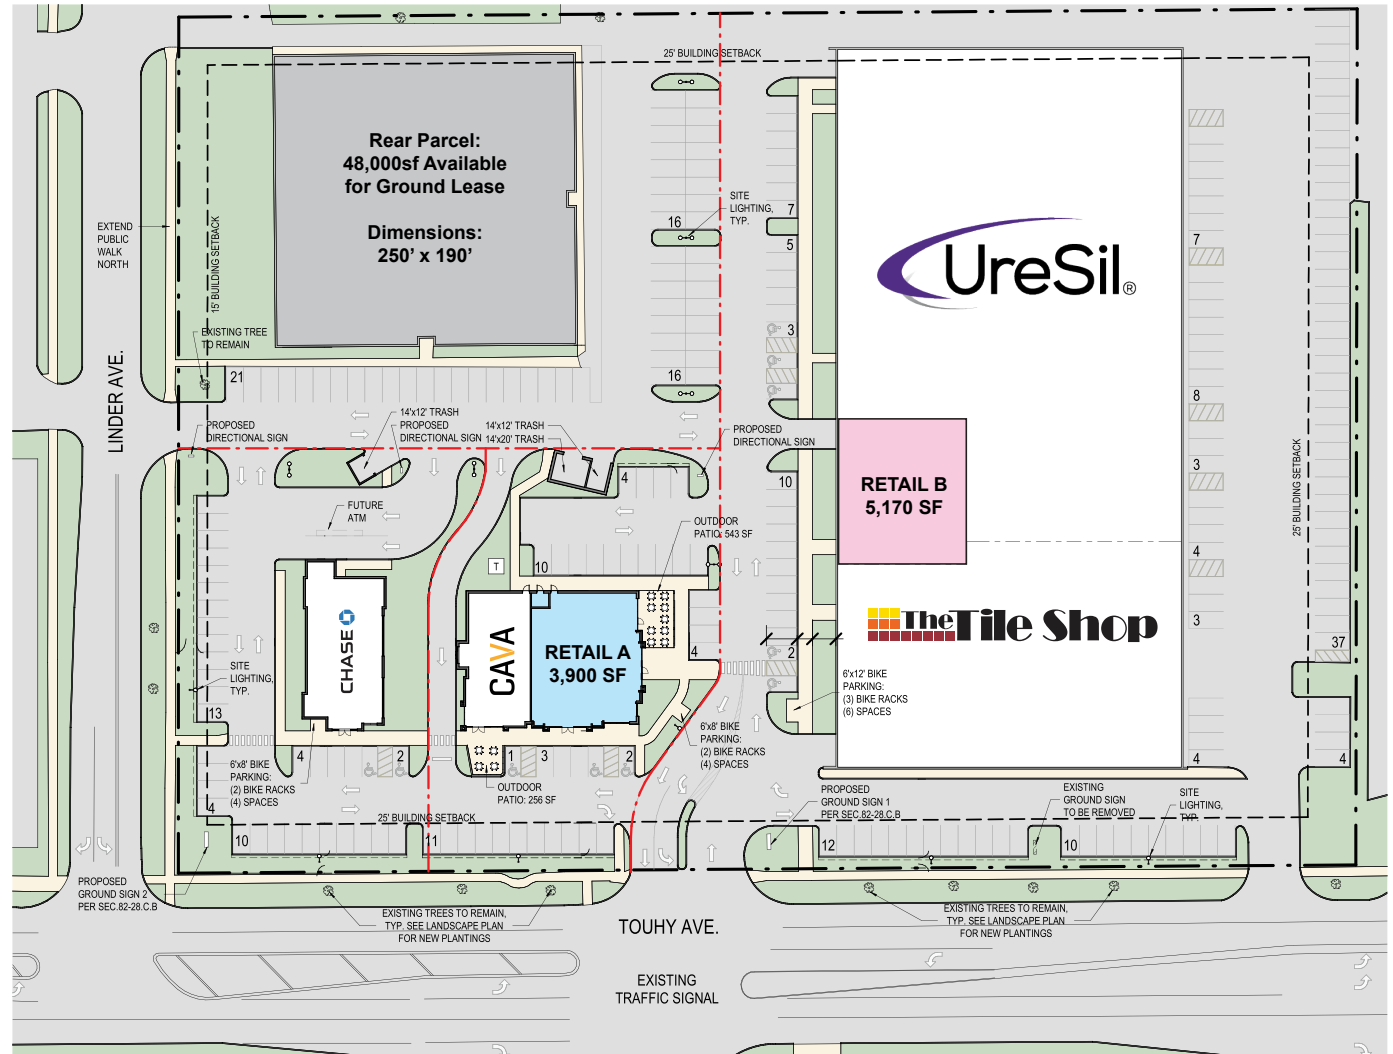 25' BUILDING SETBACK
Rear Parcel:
48,000sf Available
for Ground Lease
Dimensions:
250' x 190'
EXTEND
PUBLIC
WALK
NORTH
15' BUILDING SETBACK
SITE
LIGHTING,
TYP.
16
7
5
7
UreSil®
EXISTING TREE
TO REMAIN
3
LINDER AVE.
21
16
8
14'x12' TRASH
PROPOSED
DIRECTIONAL SIGN
PROPOSED
DIRECTIONAL SIGN
14'x12' TRASH
14'x20' TRASH
PROPOSED
DIRECTIONAL SIGN
4
10
3
RETAIL B
5,170 SF
25' BUILDING SETBACK
FUTURE
ATM
OUTDOOR
PATIO: 543 SF
T
10
4
CHASE
CAVA
RETAIL A
3,900 SF
4
2
The Tile Shop
3
37
SITE
LIGHTING,
TYP.
13
6'x12' BIKE
PARKING:
(3) BIKE RACKS
(6) SPACES
6'x8' BIKE
PARKING:
(2) BIKE RACKS
(4) SPACES
4
2
1
3
2
4
4
6'x8' BIKE
PARKING:
(2) BIKE RACKS
(4) SPACES
OUTDOOR
PATIO: 256 SF
PROPOSED
GROUND SIGN 1
PER SEC.82-28.C.B
EXISTING
GROUND SIGN
TO BE REMOVED
SITE
LIGHTING,
TYP.
4
25' BUILDING SETBACK
10
11
12
10
PROPOSED
GROUND SIGN 2
PER SEC.82-28.C.B
EXISTING TREES TO REMAIN,
TYP. SEE LANDSCAPE PLAN
FOR NEW PLANTINGS
TOUHY AVE.
EXISTING TREES TO REMAIN,
TYP. SEE LANDSCAPE PLAN
FOR NEW PLANTINGS
EXISTING
TRAFFIC SIGNAL